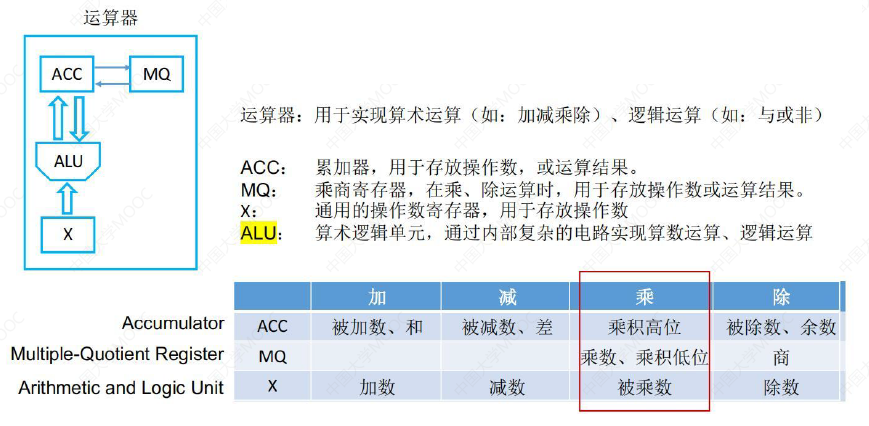 运算器
ACC
MQ
ALU
X
运算器：用于实现算术运算（如：加减乘除）、逻辑运算（如：与或非）
ACC： 累加器，用于存放操作数，或运算结果。
MQ： 乘商寄存器，在乘、除运算时，用于存放操作数或运算结果。
X： 通用的操作数寄存器，用于存放操作数
ALU： 算术逻辑单元，通过内部复杂的电路实现算数运算、逻辑运算
加 减 乘 除
Accumulator ACC 被加数、和 被减数、差 乘积高位 被除数、余数
Multiple-Quotient Register MQ 乘数、乘积低位 商
Arithmetic and Logic Unit X 加数 减数 被乘数 除数
中国大学MOOC